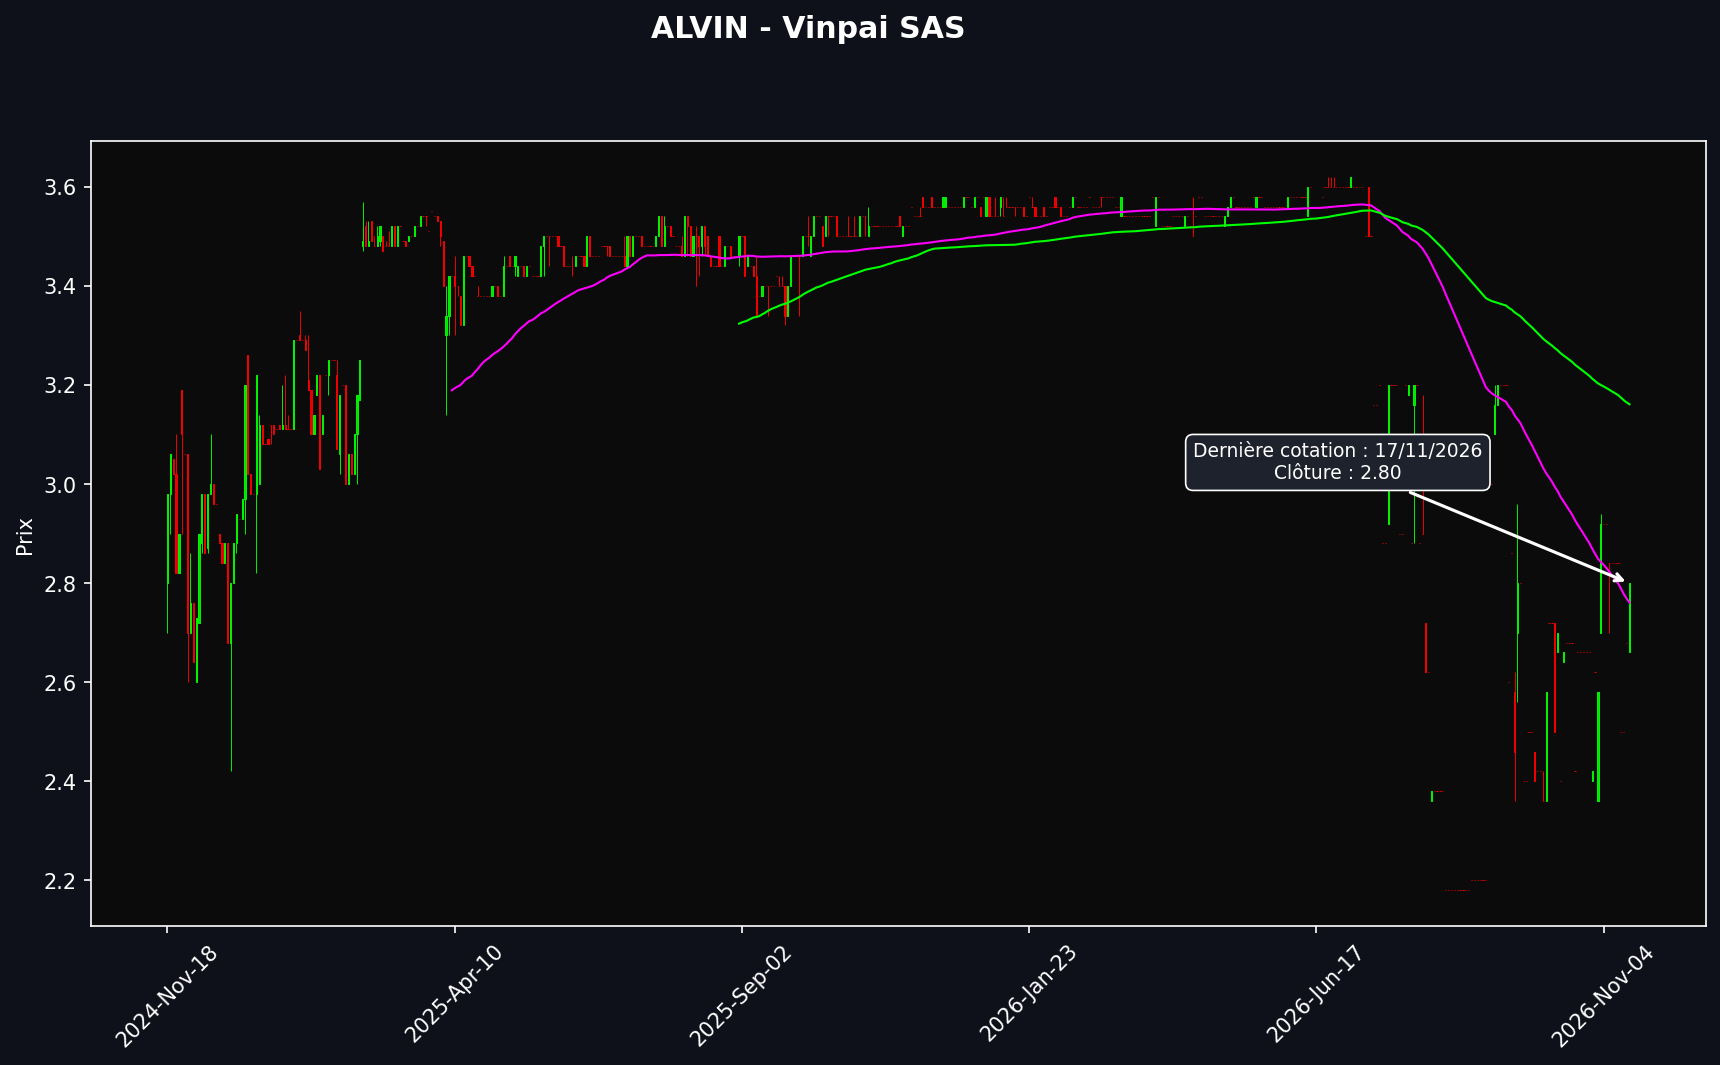 ALVIN - Vinpai SAS
Prix
3.6
3.4
3.2
3.0
2.8
2.6
2.4
2.2
Dernière cotation : 17/11/2026
Clôture : 2.80
2024-Nov-18
2025-Apr-10
2025-Sep-02
2026-Jan-23
2026-Jun-17
2026-Nov-04